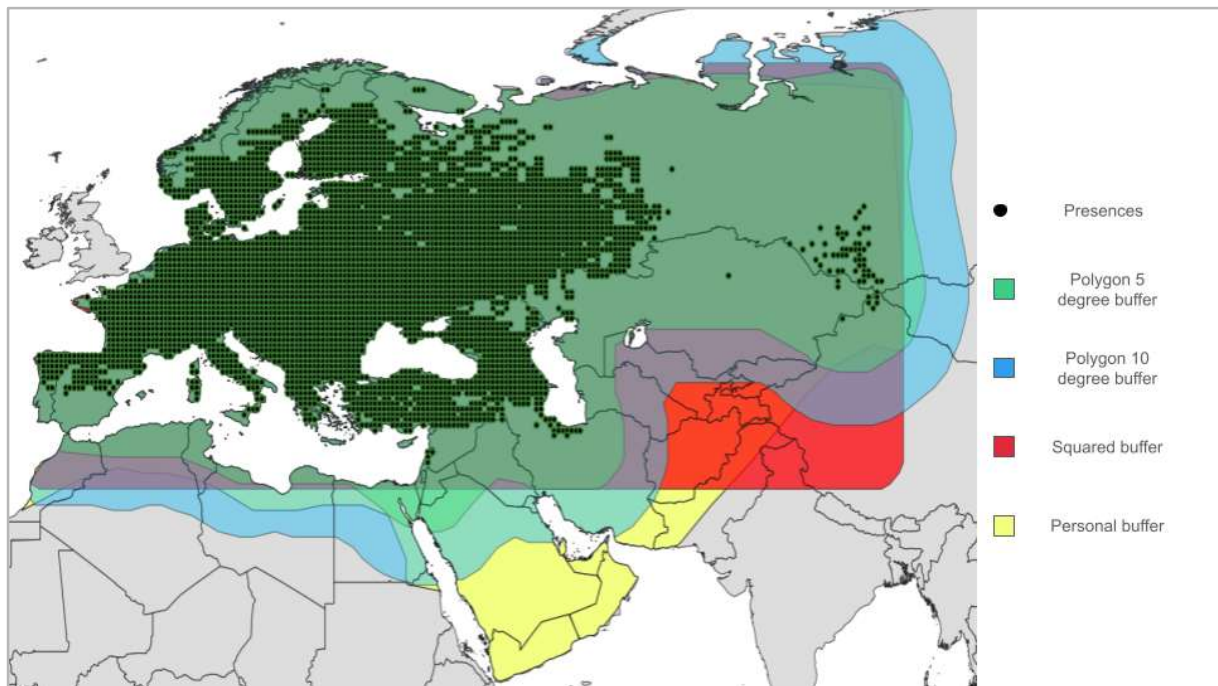 Presences
Polygon 5
degree buffer
Polygon 10
degree buffer
Squared buffer
Personal buffer